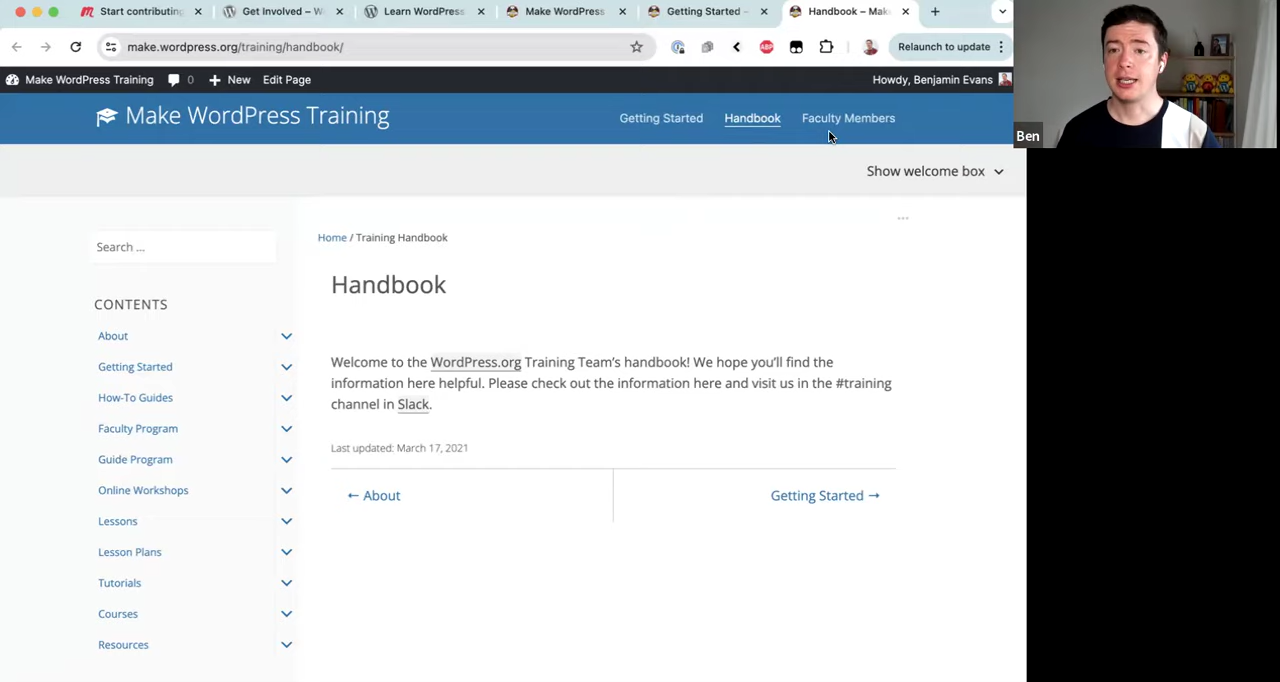 Start contributing
Get Involved – W
Learn WordPress
Make WordPress
Getting Started –
Handbook – Make
make.wordpress.org/training/handbook/
ABP
Relaunch to update
Make WordPress Training
0
New
Edit Page
Howdy, Benjamin Evans
Make WordPress Training
Getting Started
Handbook
Faculty Members
Ben
Show welcome box
Search ...
Home / Training Handbook
Handbook
CONTENTS
About
Getting Started
How-To Guides
Faculty Program
Guide Program
Online Workshops
Lessons
Lesson Plans
Tutorials
Courses
Resources
Welcome to the WordPress.org Training Team's handbook! We hope you'll find the
information here helpful. Please check out the information here and visit us in the #training
channel in Slack.
Last updated: March 17, 2021
← About
Getting Started →